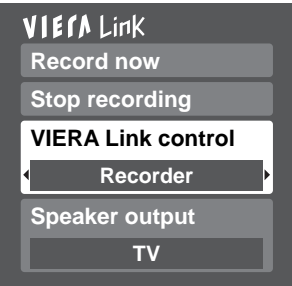 VIERA Link
Record now
Stop recording
VIERA Link control
Recorder
Speaker output
TV